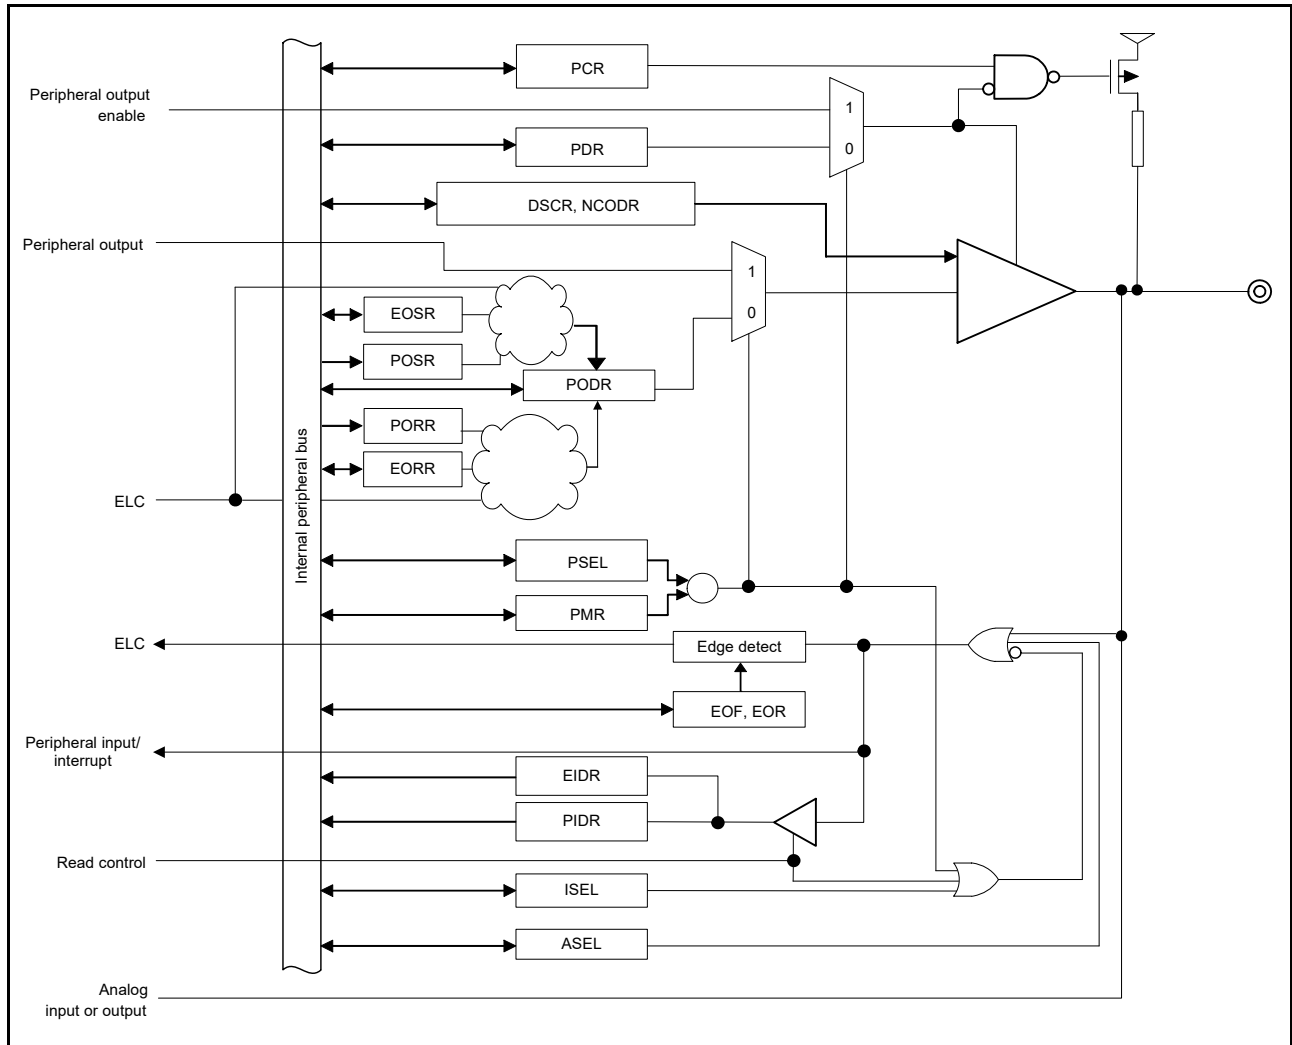 PCR
Peripheral output
enable
1
PDR
0
DSCR, NCODR
Peripheral output
1
EOSR
0
POSR
PODR
PORR
EORR
Internal peripheral bus
ELC
PSEL
PMR
ELC
Edge detect
EOF, EOR
Peripheral input/
interrupt
EIDR
PIDR
Read control
ISEL
ASEL
Analog
input or output